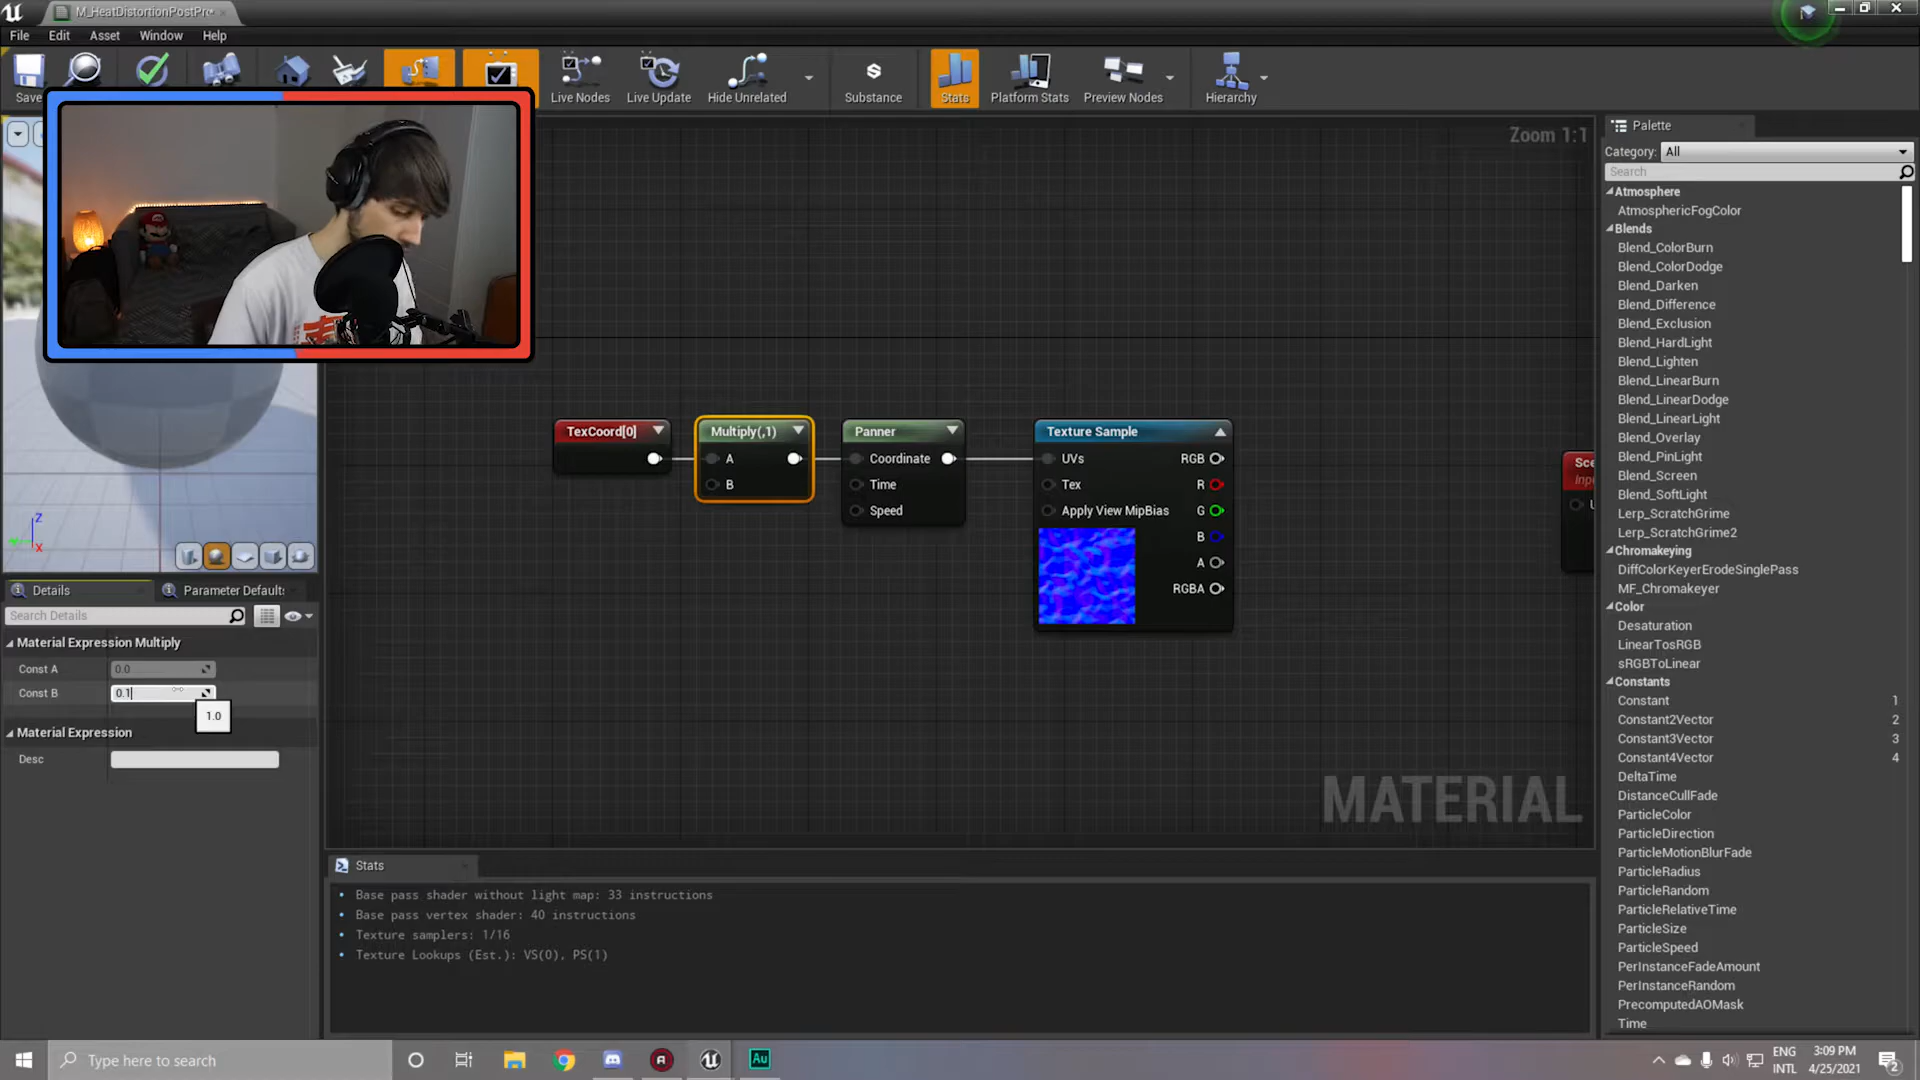 M_HeatDistortionPostPr
File Edit Asset Window Help
Save
Live Nodes Live Update Hide Unrelated Substance Stats Platform Stats Preview Nodes Hierarchy
Zoom 1:1
Palette
Category: All
Search
Atmosphere
AtmosphericFogColor
Blends
Blend_ColorBurn
Blend_ColorDodge
Blend_Darken
Blend_Difference
Blend_Exclusion
Blend_HardLight
Blend_Lighten
Blend_LinearBurn
Blend_LinearDodge
Blend_LinearLight
Blend_Overlay
Blend_PinLight
Blend_Screen
Blend_SoftLight
Lerp_ScratchGrime
Lerp_ScratchGrime2
Chromakeying
DiffColorKeyerErodeSinglePass
MF_Chromakeyer
Color
Desaturation
LinearTosRGB
sRGBToLinear
Constants
Constant 1
Constant2Vector 2
Constant3Vector 3
Constant4Vector 4
DeltaTime
DistanceCullFade
ParticleColor
ParticleDirection
ParticleMotionBlurFade
ParticleRadius
ParticleRandom
ParticleRelativeTime
ParticleSize
ParticleSpeed
PerInstanceFadeAmount
PerInstanceRandom
PrecomputedAOMask
Time
TexCoord[0]
Multiply(,1)
A
B
Panner
Coordinate
Time
Speed
Texture Sample
UVs RGB
Tex R
Apply View MipBias G
B
A
RGBA
Sce
Inpu
U
MATERIAL
Z
X
Details Parameter Defaults
Search Details
Material Expression Multiply
Const A 0.0
Const B 0.1
1.0
Material Expression
Desc
Stats
• Base pass shader without light map: 33 instructions
• Base pass vertex shader: 40 instructions
• Texture samplers: 1/16
• Texture Lookups (Est.): VS(0), PS(1)
Type here to search
Au
ENG
INTL
3:09 PM
4/25/2021
2